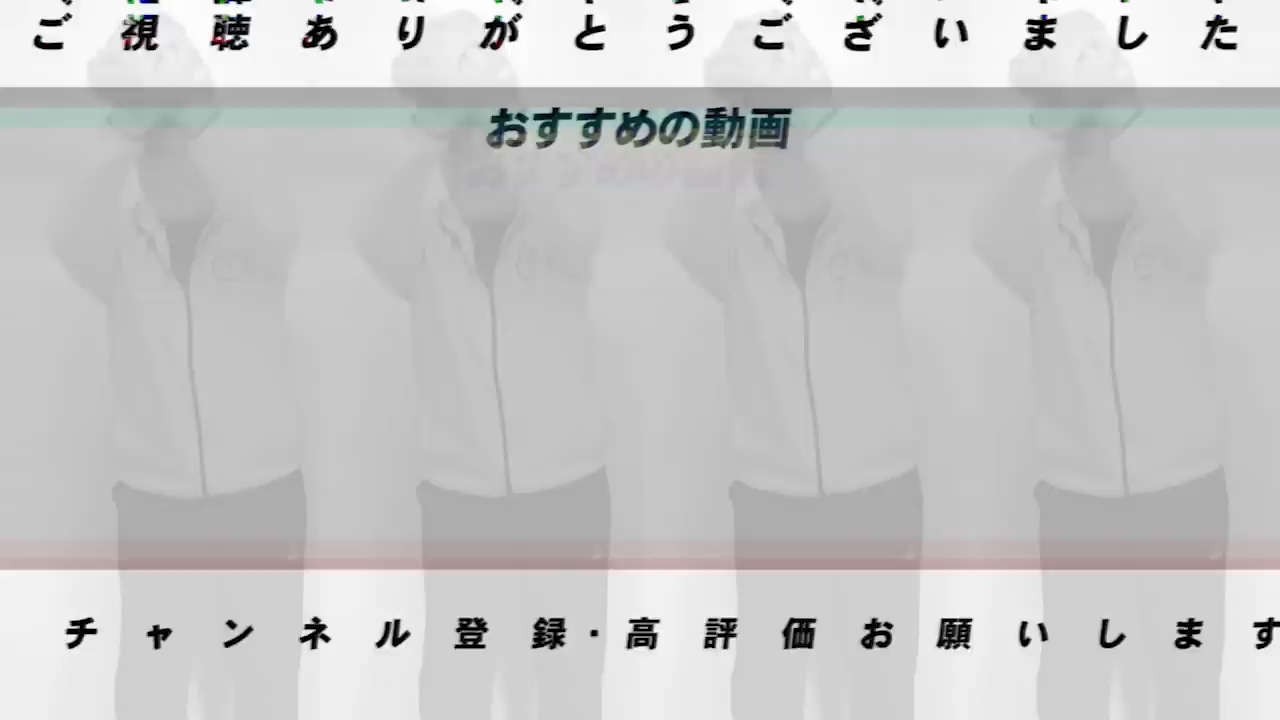 ご視聴ありがとうございました
おすすめの動画
チャンネル登録・高評価お願いします